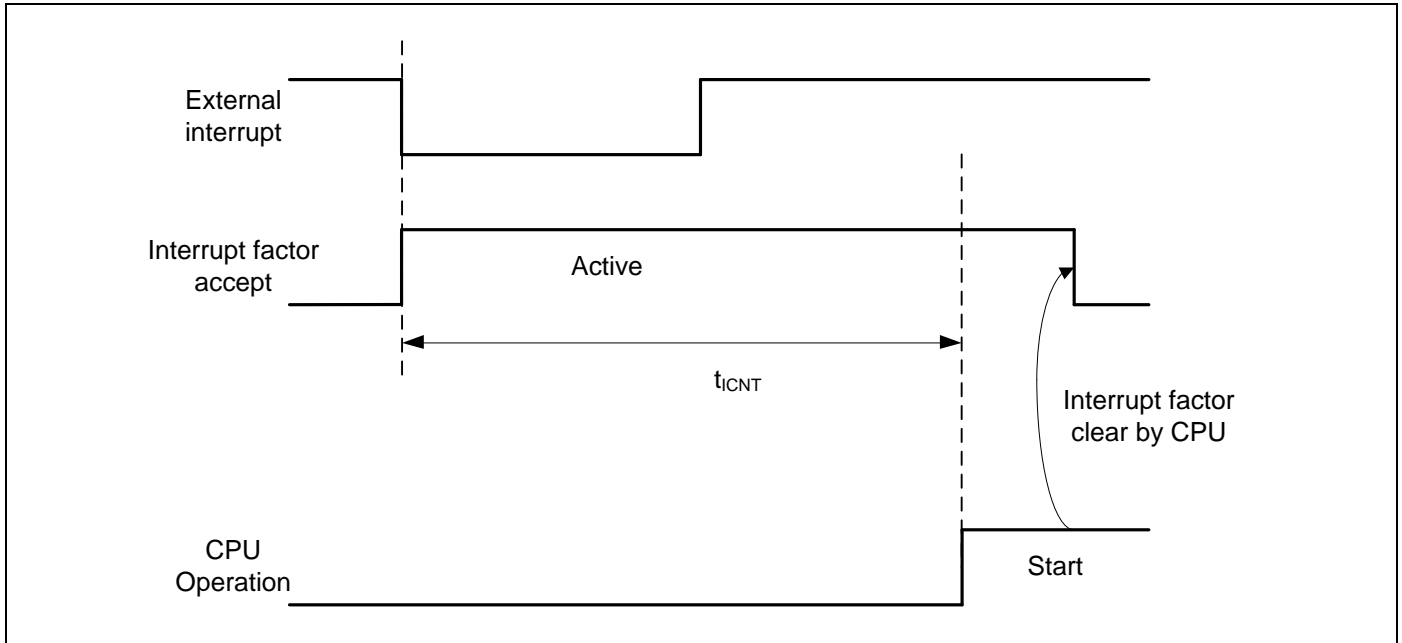 External
interrupt
Interrupt factor
accept
Active
tICNT
Interrupt factor
clear by CPU
CPU
Operation
Start